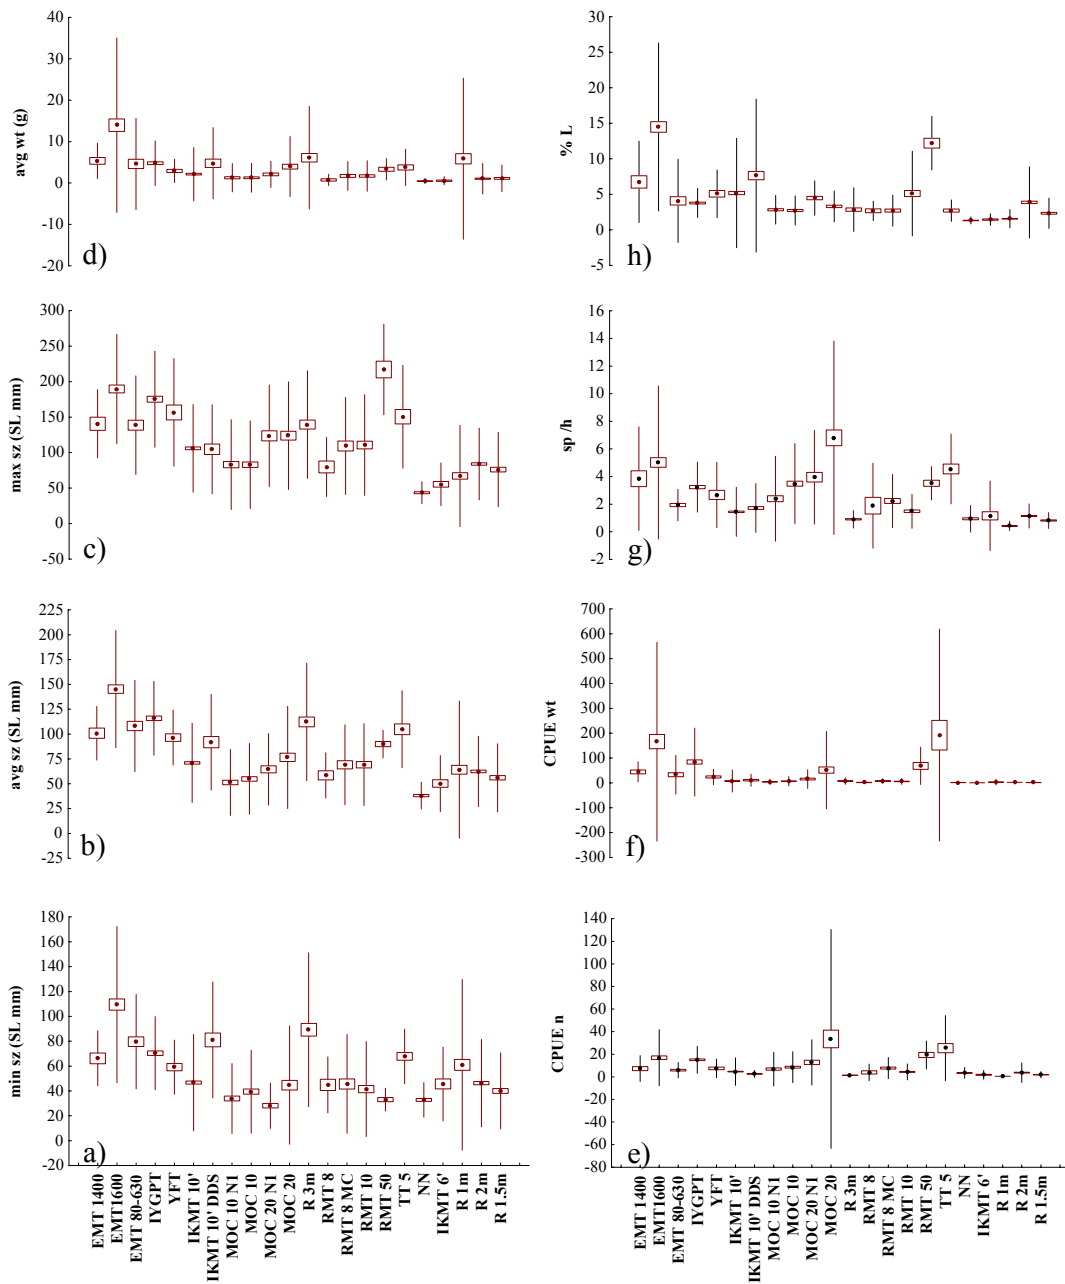 avg wt (g)
40
30
20
10
0
-10
-20
d)
max sz (SL mm)
300
250
200
150
100
50
0
-50
c)
avg sz (SL mm)
225
200
175
150
125
100
75
50
25
0
-25
b)
min sz (SL mm)
180
160
140
120
100
80
60
40
20
0
-20
a)
EMT 1400
EMT1600
EMT 80-630
IYGPT
YFT
IKMT 10'
IKMT 10' DDS
MOC 10 N1
MOC 10
MOC 20 N1
MOC 20
R 3m
RMT 8
RMT 8 MC
RMT 10
RMT 50
TT 5
NN
IKMT 6'
R 1m
R 2m
R 1.5m
% L
30
25
20
15
10
5
0
-5
h)
sp /h
16
14
12
10
8
6
4
2
0
-2
g)
CPUE wt
700
600
500
400
300
200
100
0
-100
-200
-300
f)
CPUE n
140
120
100
80
60
40
20
0
-20
-40
-60
-80
e)
EMT 1400
EMT1600
EMT 80-630
IYGPT
YFT
IKMT 10'
IKMT 10' DDS
MOC 10 N1
MOC 10
MOC 20 N1
MOC 20
R 3m
RMT 8
RMT 8 MC
RMT 10
RMT 50
TT 5
NN
IKMT 6'
R 1m
R 2m
R 1.5m